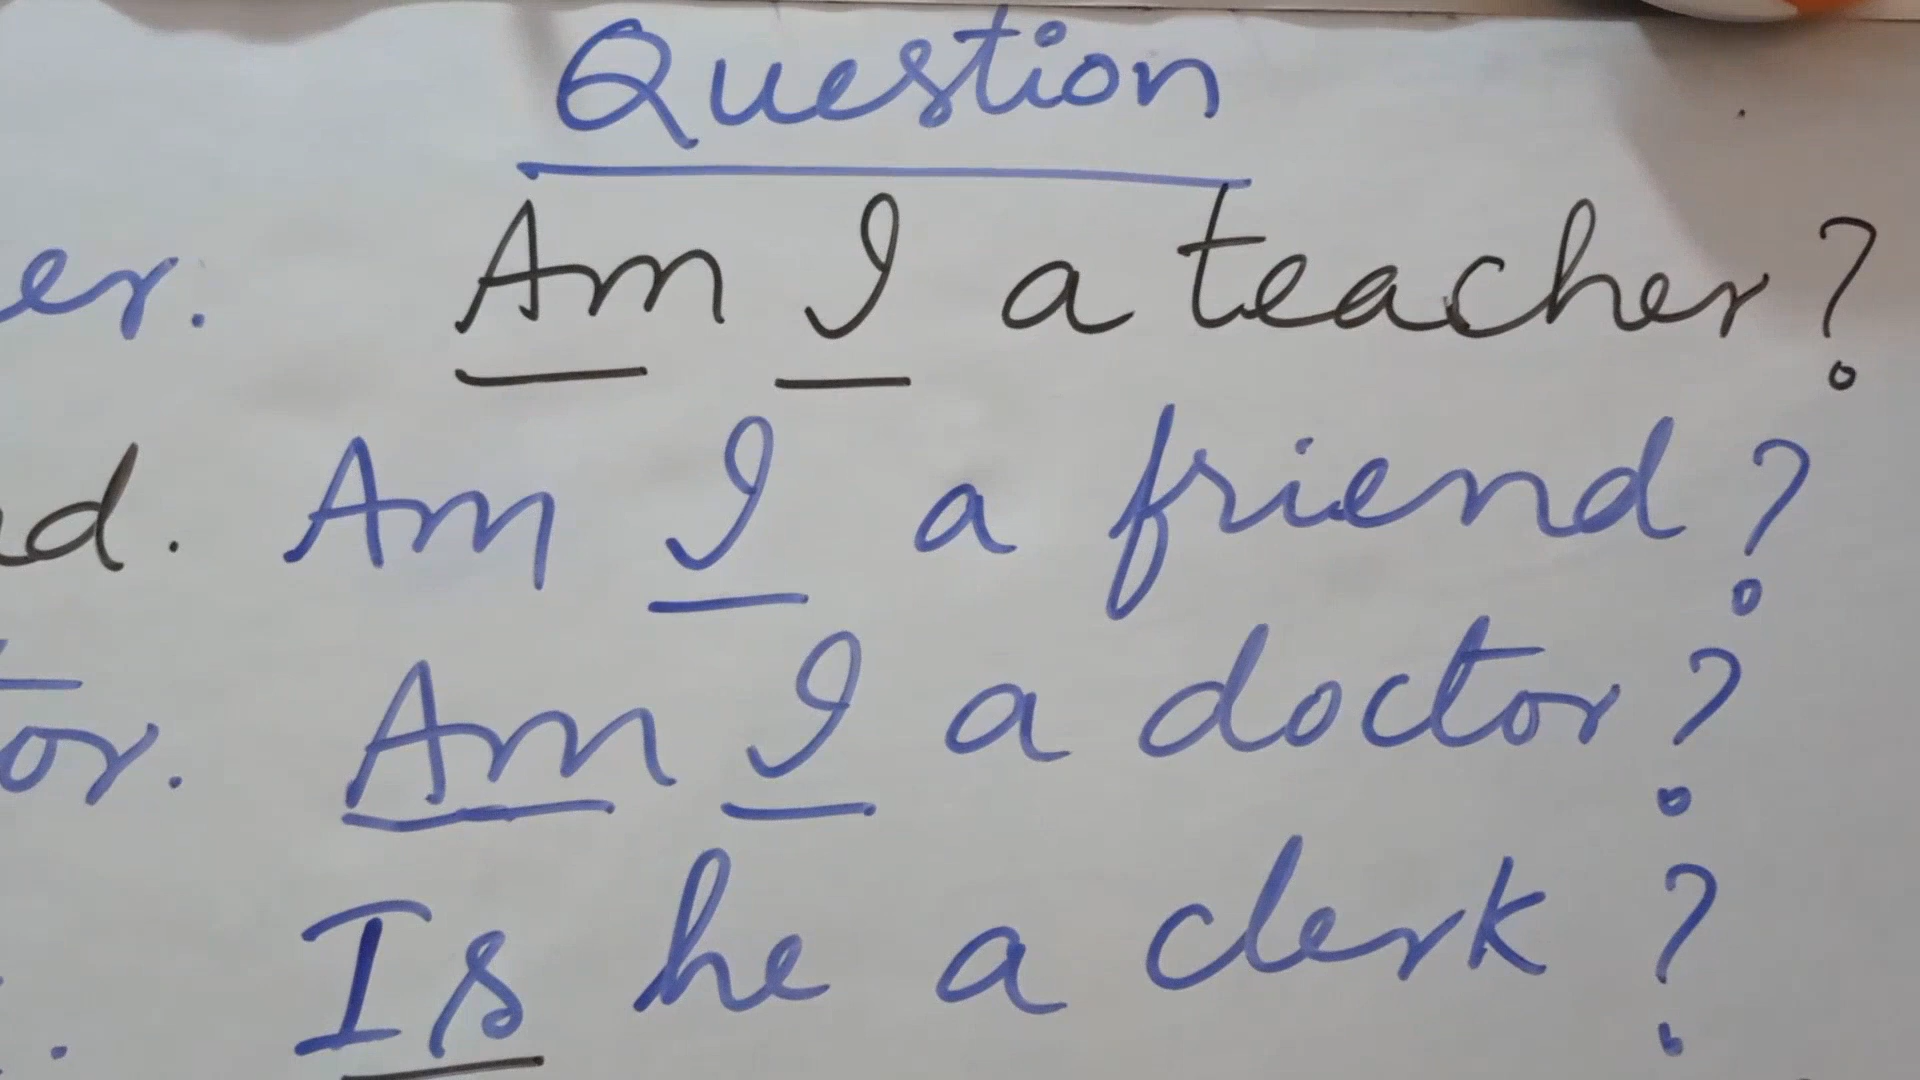 Question
er. Am I a teacher?
d. Am I a friend?
or. Am I a doctor?
. Is he a clerk?